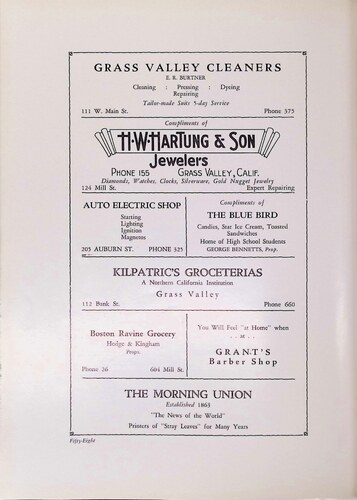 GRASS VALLEY CLEANERS
E. R. BURTNER
Cleaning : Pressing : Dyeing
Repairing
Tailor-made Suits 5-day Service
111 W. Main St. Phone 375
Compliments of
H·W·HARTUNG & SON
Jewelers
PHONE 155 GRASS VALLEY, CALIF.
Diamonds, Watches, Clocks, Silverware, Gold Nugget Jewelry
124 Mill St. Expert Repairing
AUTO ELECTRIC SHOP
Starting
Lighting
Ignition
Magnetos
205 AUBURN ST. PHONE 525
Compliments of
THE BLUE BIRD
Candies, Star Ice Cream, Toasted
Sandwiches
Home of High School Students
GEORGE BENNETTS, Prop.
KILPATRIC'S GROCETERIAS
A Northern California Institution
Grass Valley
112 Bank St. Phone 660
Boston Ravine Grocery
Hodge & Kingham
Props.
Phone 26 604 Mill St.
You Will Feel "at Home" when
.. at ..
GRANT'S
Barber Shop
THE MORNING UNION
Established 1865
"The News of the World"
Printers of "Stray Leaves" for Many Years
Fifty-Eight